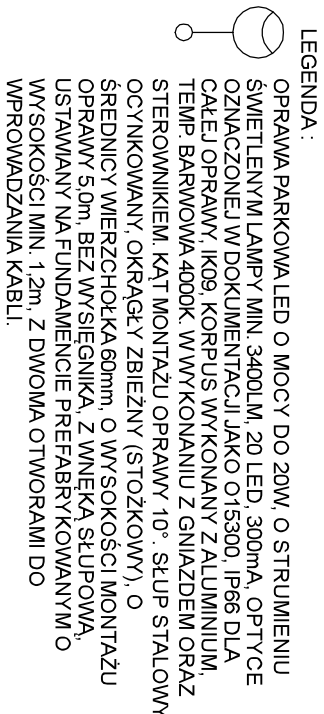 LEGENDA :
OPRAWA PARKOWA LED O MOCY DO 20W, O STRUMIENIU
ŚWIETLENYM LAMPY MIN. 3400LM, 20 LED, 300mA, OPTYCE
OZNACZONEJ W DOKUMENTACJI JAKO O15300, IP66 DLA
CAŁEJ OPRAWY, IK09, KORPUS WYKONANY Z ALUMINIUM,
TEMP. BARWOWA 4000K. W WYKONANIU Z GNIAZDEM ORAZ
STEROWNIKIEM. KĄT MONTAŻU OPRAWY 10°. SŁUP STALOWY
OCYNKOWANY, OKRĄGŁY ZBIEŻNY (STOŻKOWY), O
ŚREDNICY WIERZCHOŁKA 60mm, O WYSOKOŚCI MONTAŻU
OPRAWY 5,0m, BEZ WYSIĘGNIKA, Z WNĘKĄ SŁUPOWĄ,
USTAWIANY NA FUNDAMENCIE PREFABRYKOWANYM O
WYSOKOŚCI MIN. 1,2m, Z DWOMA OTWORAMI DO
WPROWADZANIA KABLI.